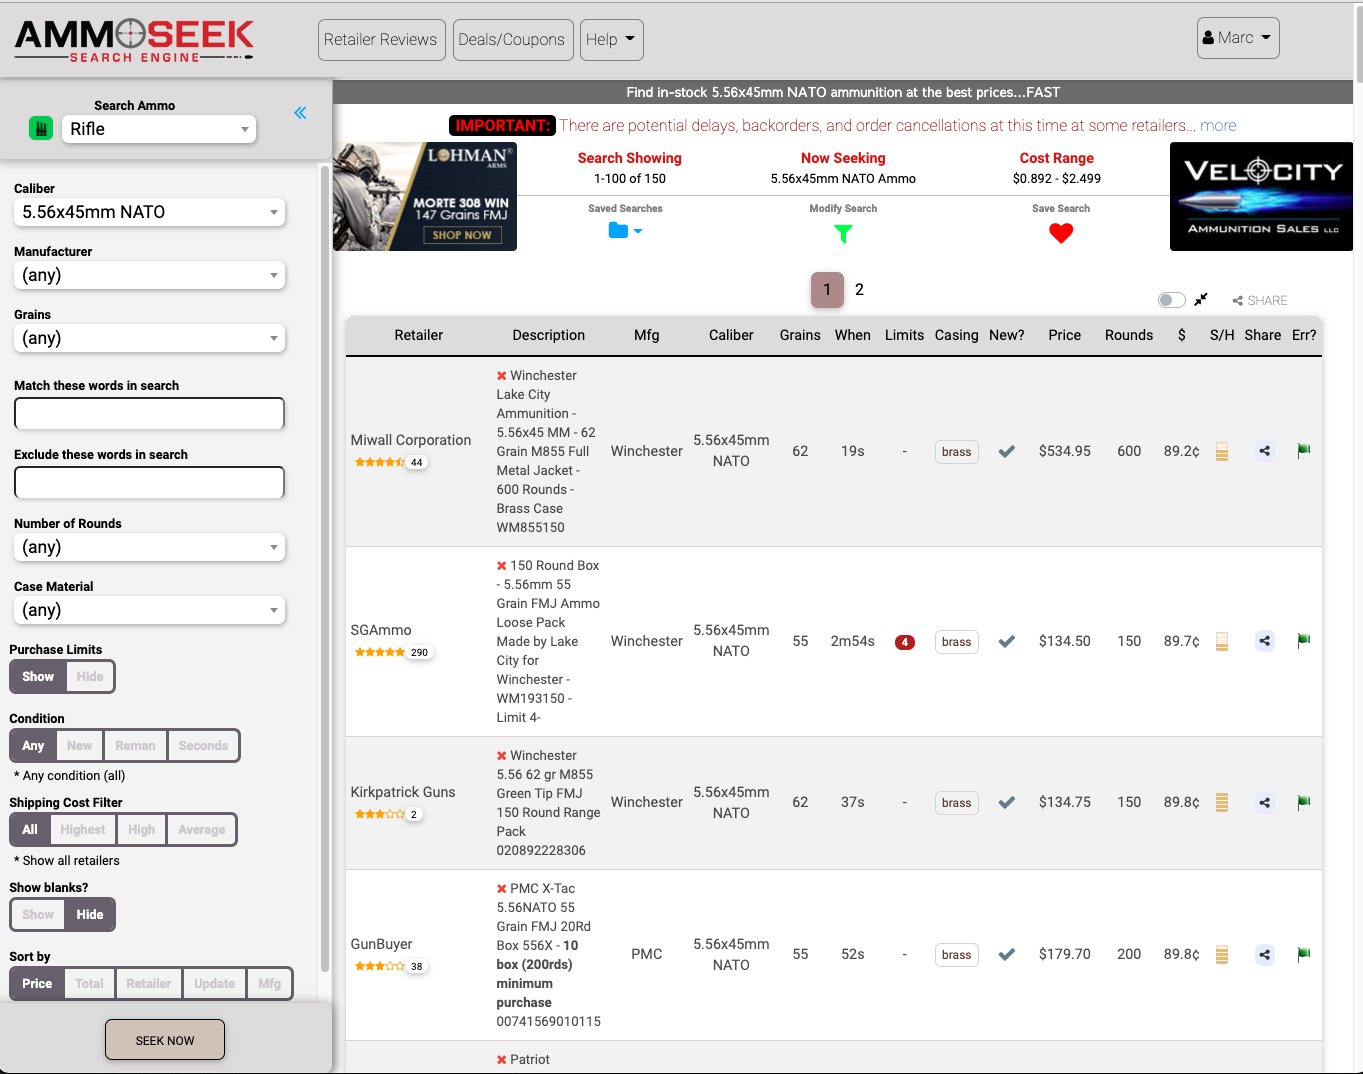 AMMOSEEK
SEARCH ENGINE
Retailer Reviews
Deals/Coupons
Help
Marc
Search Ammo
Rifle
Caliber
5.56x45mm NATO
Manufacturer
(any)
Grains
(any)
Match these words in search
Exclude these words in search
Number of Rounds
(any)
Case Material
(any)
Purchase Limits
Show Hide
Condition
Any New Reman Seconds
* Any condition (all)
Shipping Cost Filter
All Highest High Average
* Show all retailers
Show blanks?
Show Hide
Sort by
Price Total Retailer Update Mfg
SEEK NOW
Find in-stock 5.56x45mm NATO ammunition at the best prices...FAST
IMPORTANT: There are potential delays, backorders, and order cancellations at this time at some retailers... more
LOHMAN®
ARMS
MORTE 308 WIN
147 Grains FMJ
SHOP NOW
Search Showing
1-100 of 150
Now Seeking
5.56x45mm NATO Ammo
Cost Range
$0.892 - $2.499
Saved Searches
Modify Search
Save Search
VELOCITY
AMMUNITION SALES LLC
1 2
SHARE
Retailer Description Mfg Caliber Grains When Limits Casing New? Price Rounds $ S/H Share Err?
Miwall Corporation
44
Winchester
Lake City
Ammunition -
5.56x45 MM - 62
Grain M855 Full
Metal Jacket -
600 Rounds -
Brass Case
WM855150
Winchester
5.56x45mm
NATO
62 19s - brass $534.95 600 89.2¢
SGAmmo
290
150 Round Box
- 5.56mm 55
Grain FMJ Ammo
Loose Pack
Made by Lake
City for
Winchester -
WM193150 -
Limit 4-
Winchester
5.56x45mm
NATO
55 2m54s 4 brass $134.50 150 89.7¢
Kirkpatrick Guns
2
Winchester
5.56 62 gr M855
Green Tip FMJ
150 Round Range
Pack
020892228306
Winchester
5.56x45mm
NATO
62 37s - brass $134.75 150 89.8¢
GunBuyer
38
PMC X-Tac
5.56NATO 55
Grain FMJ 20Rd
Box 556X - 10
box (200rds)
minimum
purchase
00741569010115
PMC
5.56x45mm
NATO
55 52s - brass $179.70 200 89.8¢
Patriot